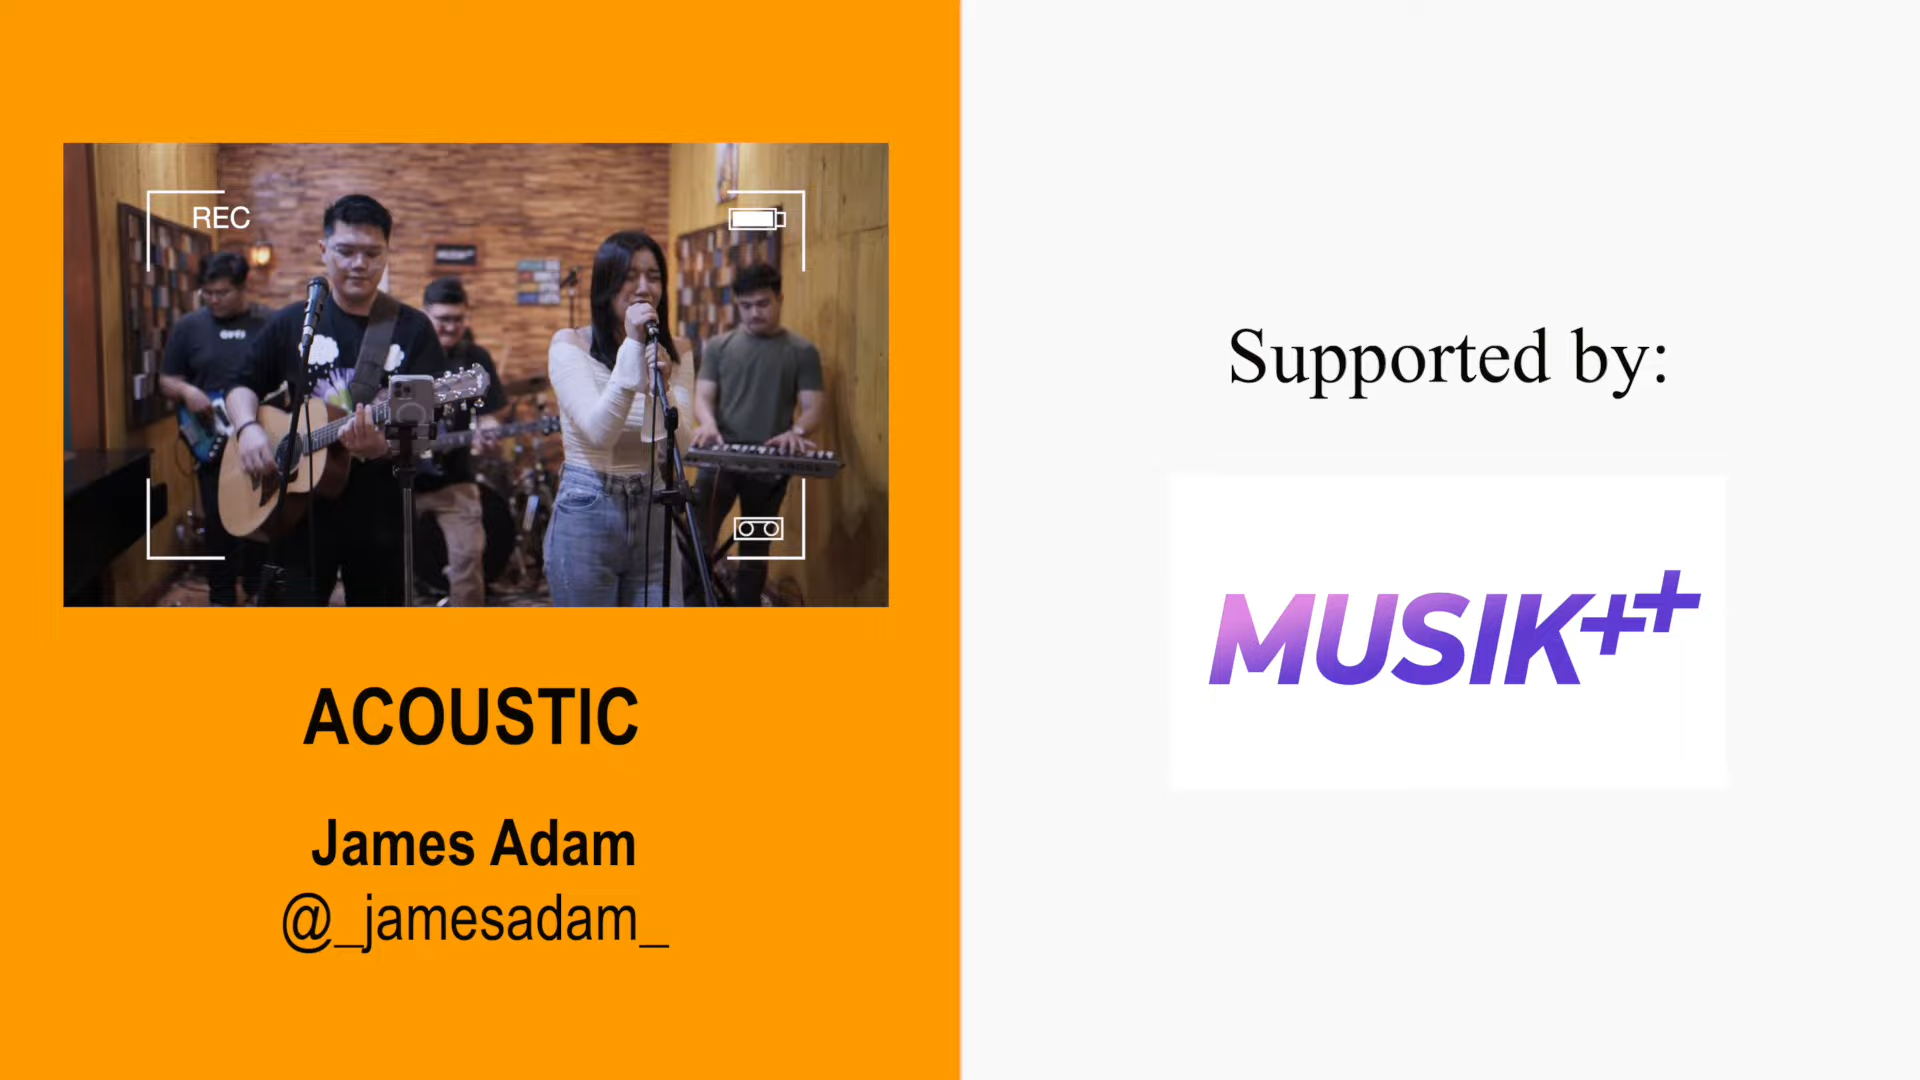 REC
ACOUSTIC
James Adam
@_jamesadam_
Supported by:
MUSIK++